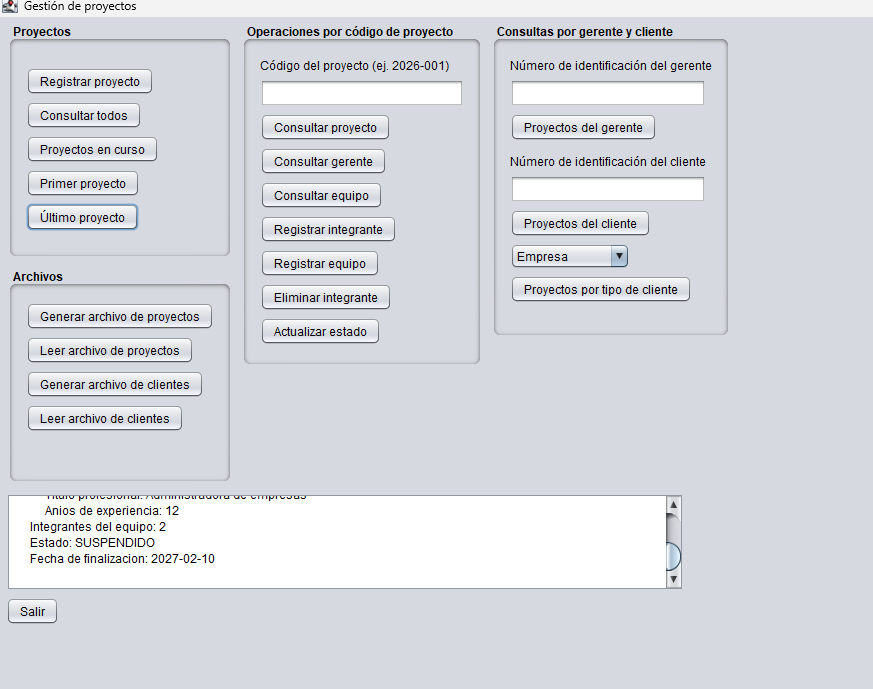 Gestión de proyectos
Proyectos
Registrar proyecto
Consultar todos
Proyectos en curso
Primer proyecto
Último proyecto
Archivos
Generar archivo de proyectos
Leer archivo de proyectos
Generar archivo de clientes
Leer archivo de clientes
Operaciones por código de proyecto
Código del proyecto (ej. 2026-001)
Consultar proyecto
Consultar gerente
Consultar equipo
Registrar integrante
Registrar equipo
Eliminar integrante
Actualizar estado
Consultas por gerente y cliente
Número de identificación del gerente
Proyectos del gerente
Número de identificación del cliente
Proyectos del cliente
Empresa
Proyectos por tipo de cliente
Titulo profesional: Administradora de empresas
Anios de experiencia: 12
Integrantes del equipo: 2
Estado: SUSPENDIDO
Fecha de finalizacion: 2027-02-10
Salir